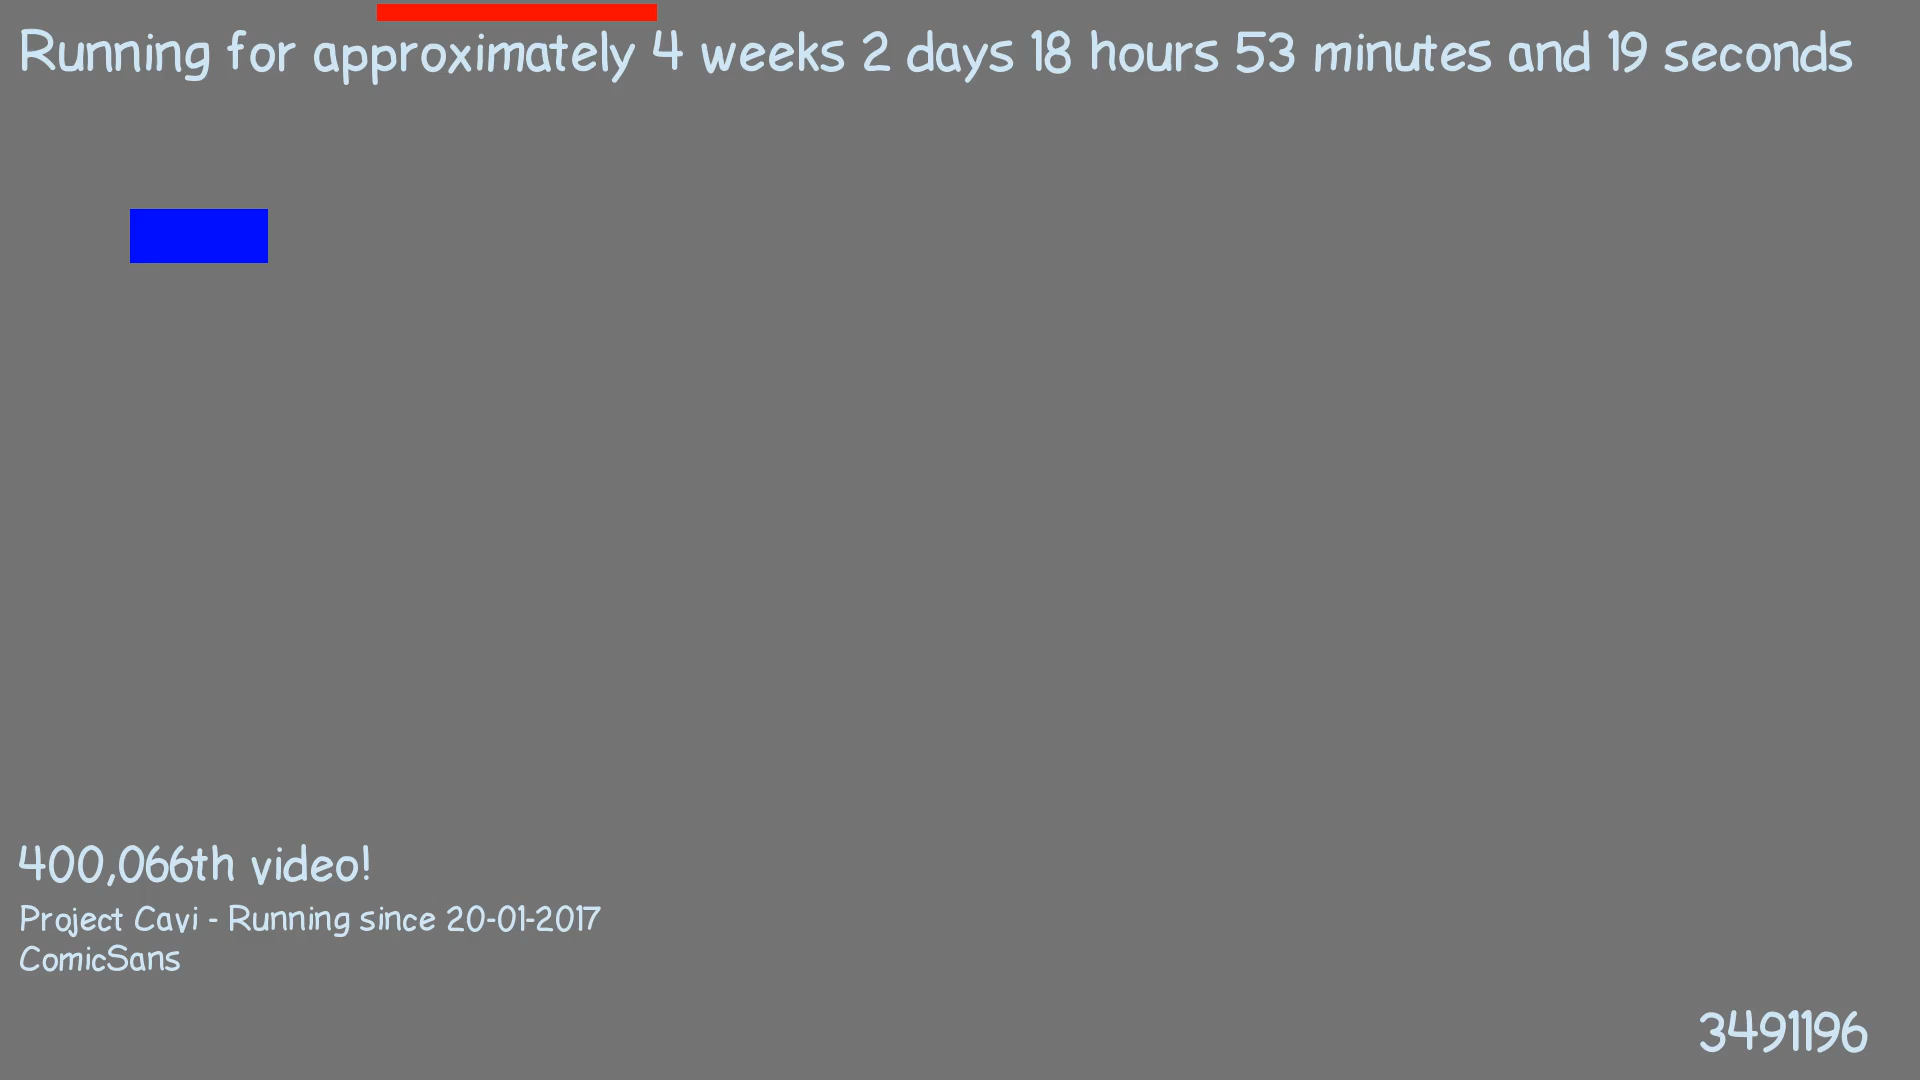 Running for approximately 4 weeks 2 days 18 hours 53 minutes and 19 seconds
400,066th video!
Project Cavi - Running since 20-01-2017
ComicSans
3491196